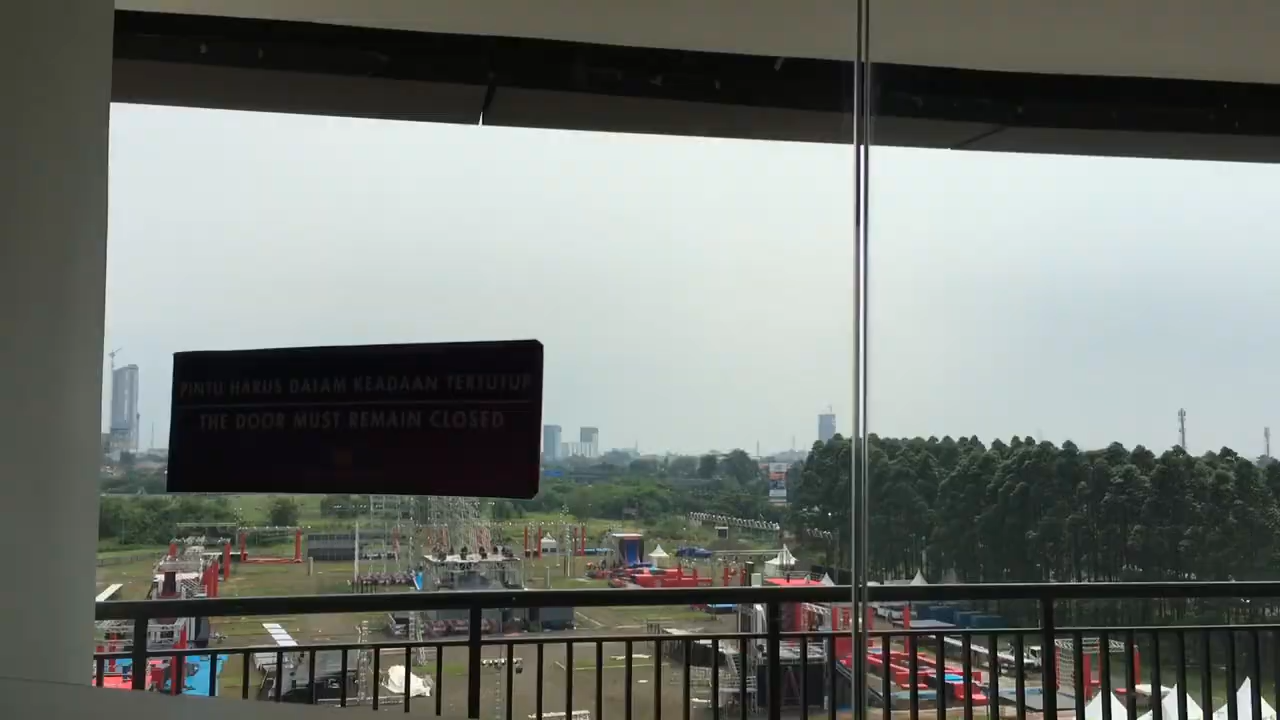 PINTU HARUS DALAM KEADAAN TERTUTUP
THE DOOR MUST REMAIN CLOSED